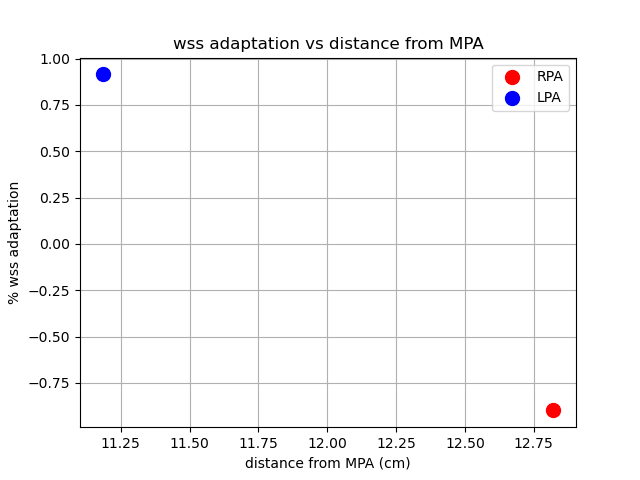 wss adaptation vs distance from MPA
RPA
LPA
1.00
0.75
0.50
0.25
0.00
−0.25
−0.50
−0.75
% wss adaptation
11.25 11.50 11.75 12.00 12.25 12.50 12.75
distance from MPA (cm)